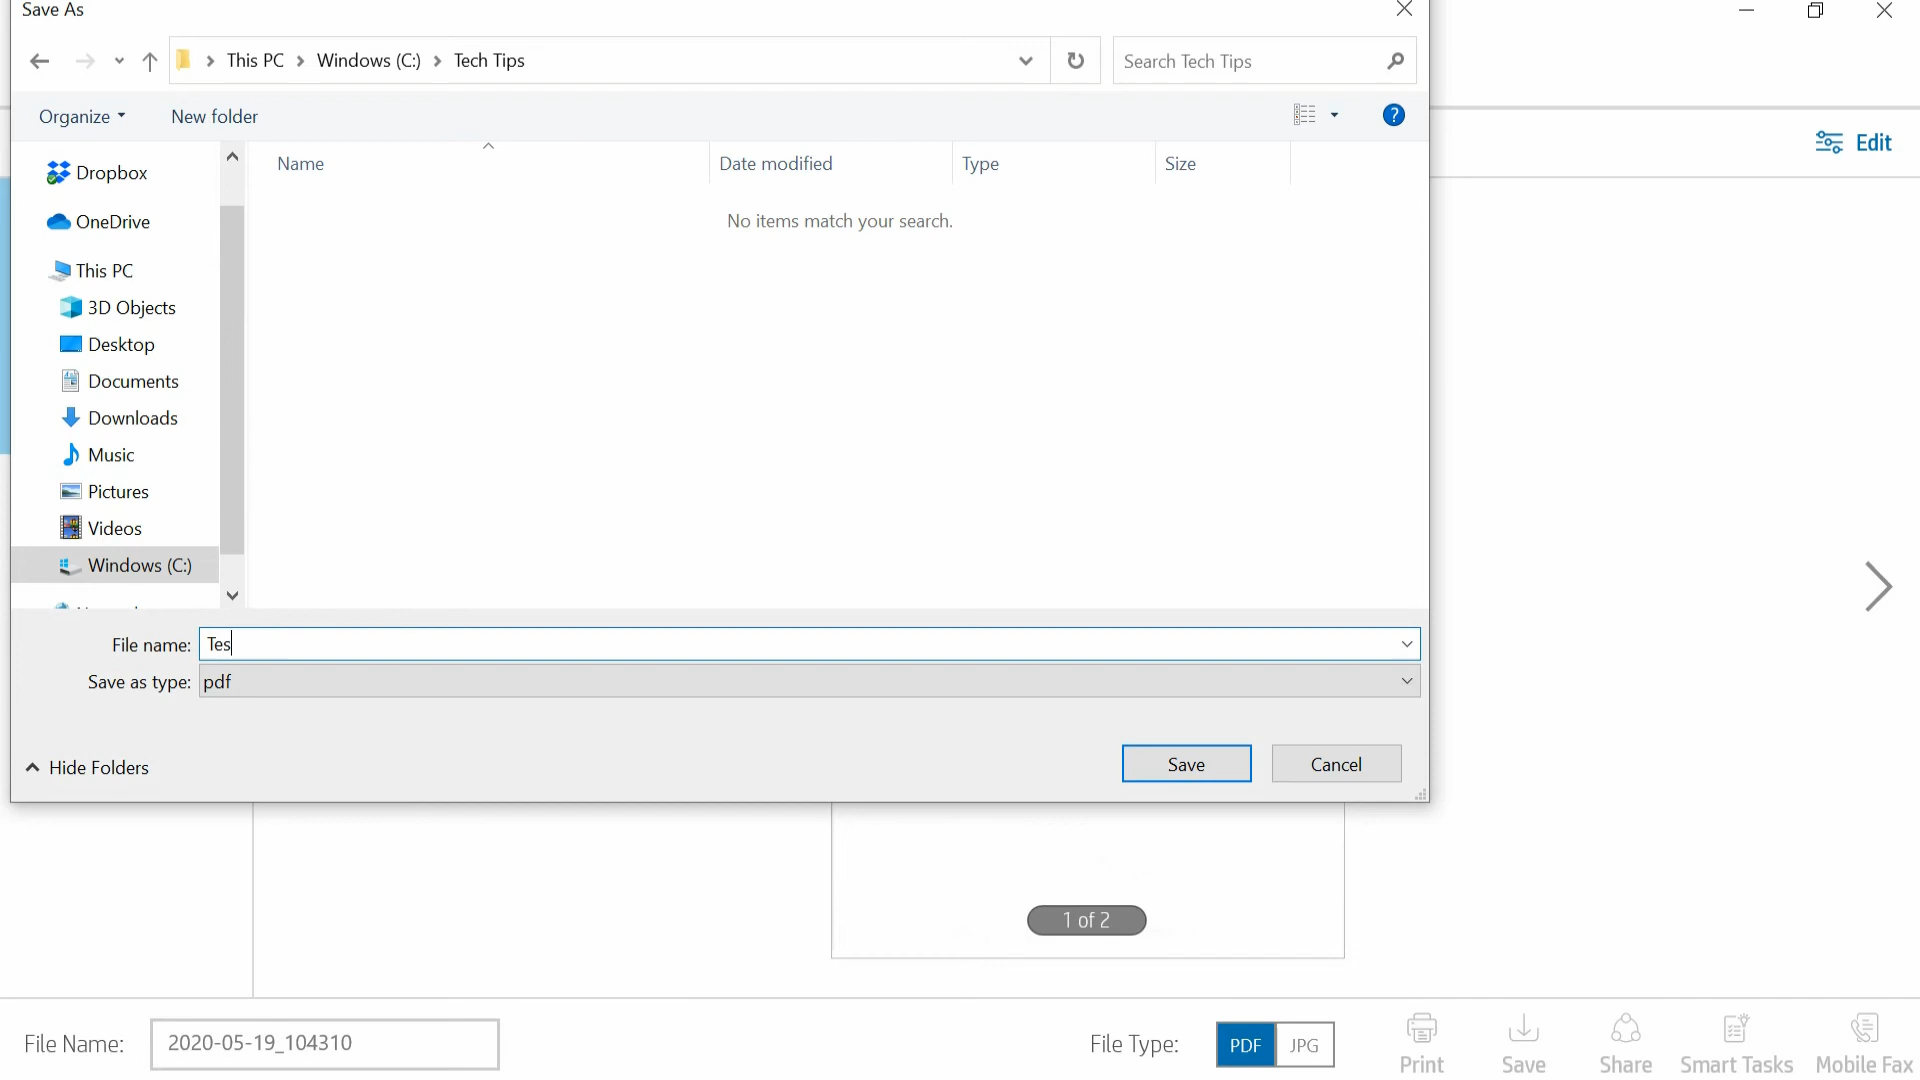 Save As
This PC Windows (C:) Tech Tips
Search Tech Tips
Organize New folder
?
Edit
Name Date modified Type Size
No items match your search.
Dropbox
OneDrive
This PC
3D Objects
Desktop
Documents
Downloads
Music
Pictures
Videos
Windows (C:)
File name: Tes
Save as type: pdf
Hide Folders
Save Cancel
1 of 2
File Name: 2020-05-19_104310
File Type: PDF JPG
Print Save Share Smart Tasks Mobile Fax